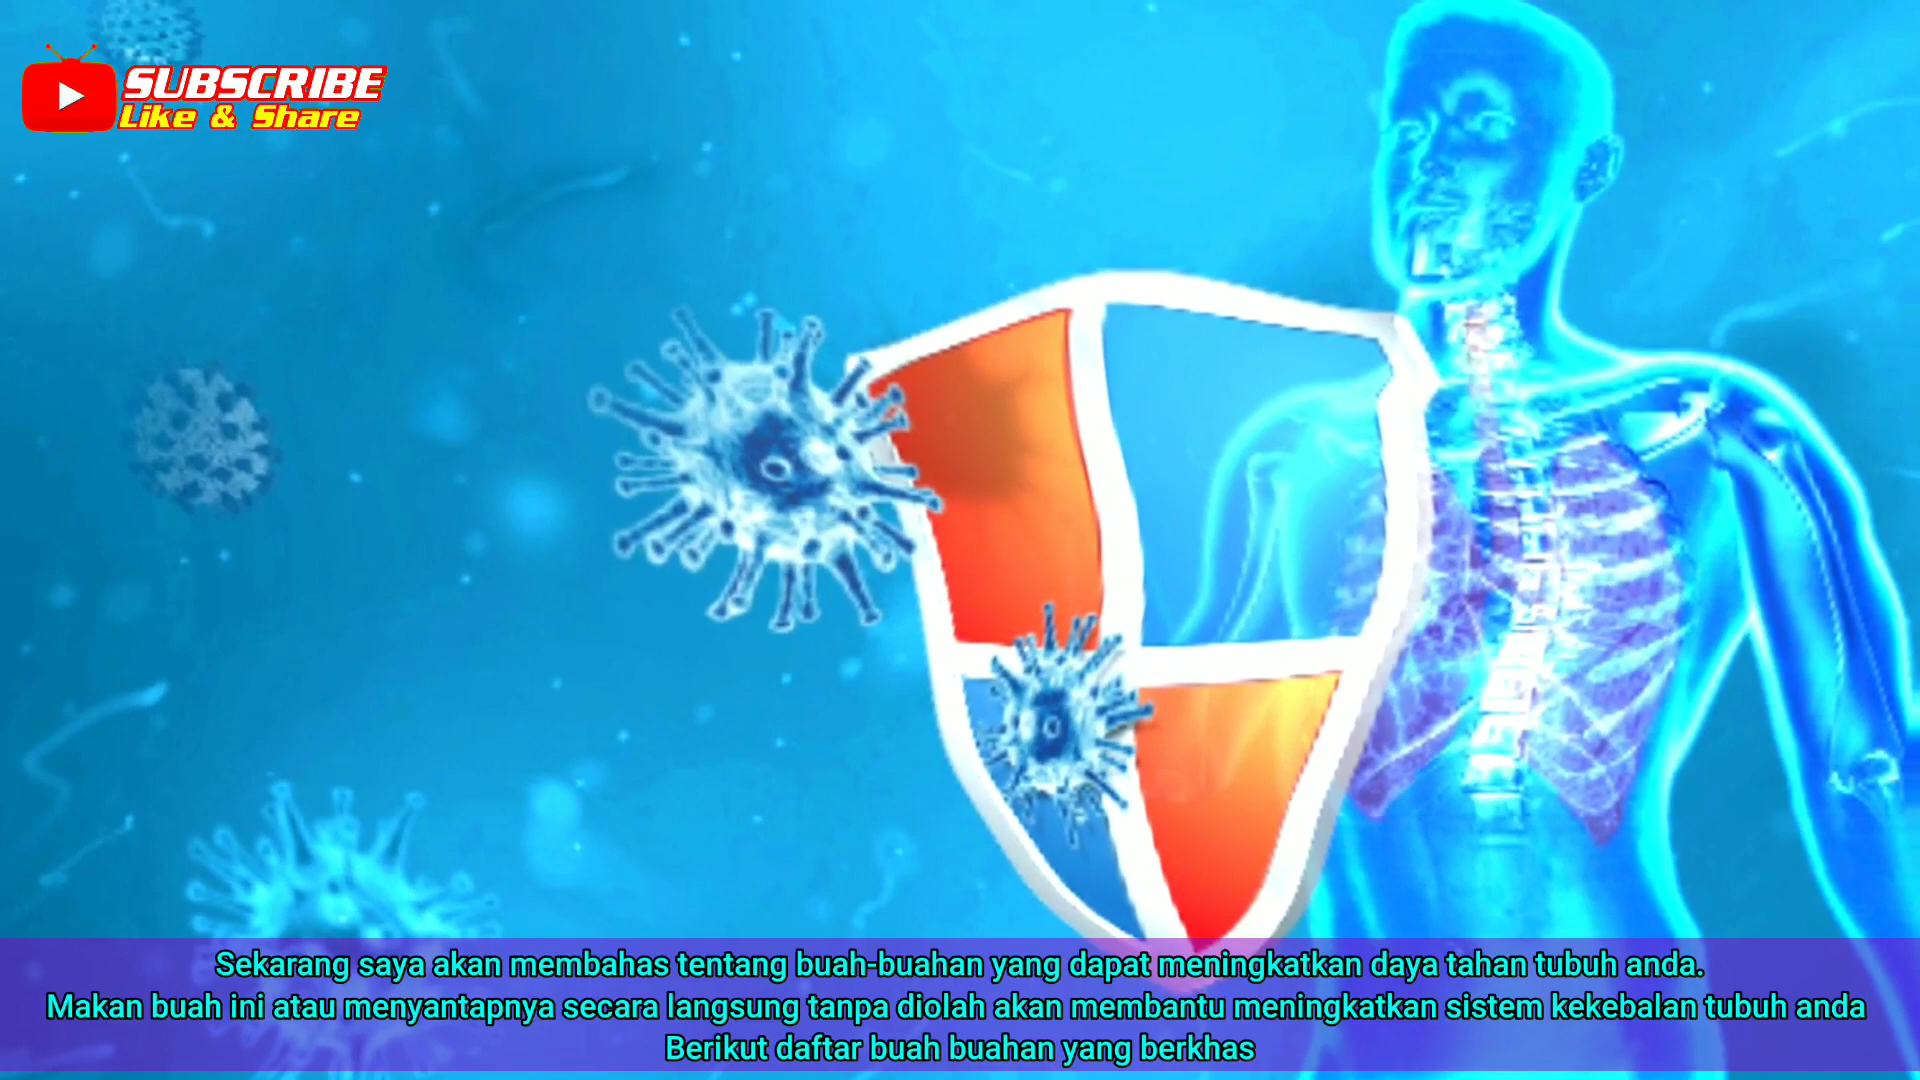 SUBSCRIBE
Like & Share
Sekarang saya akan membahas tentang buah-buahan yang dapat meningkatkan daya tahan tubuh anda.
Makan buah ini atau menyantapnya secara langsung tanpa diolah akan membantu meningkatkan sistem kekebalan tubuh anda
Berikut daftar buah buahan yang berkhas